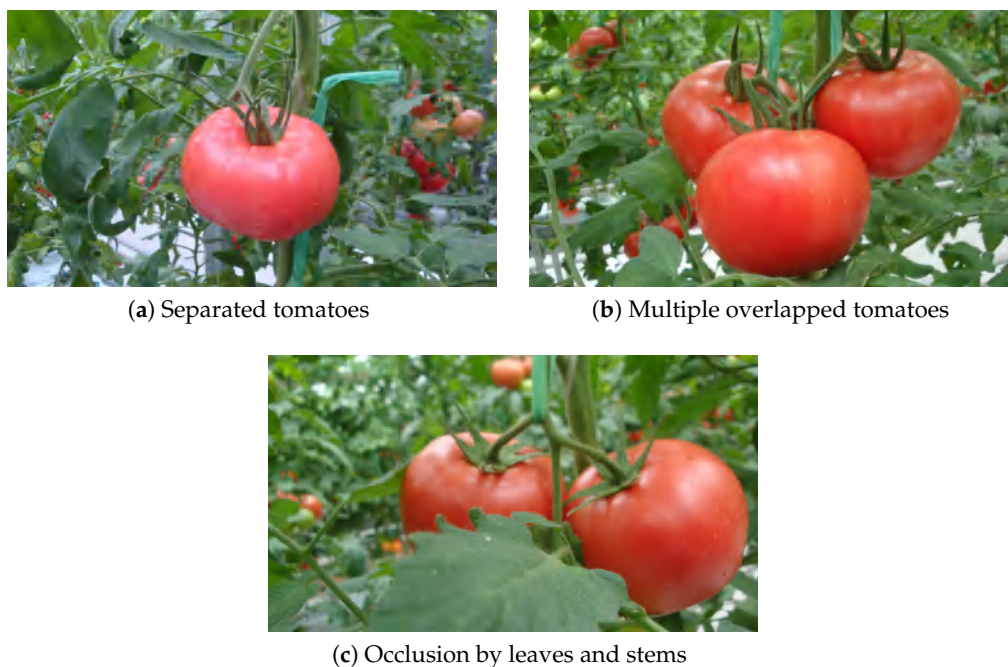 (a) Separated tomatoes
(b) Multiple overlapped tomatoes
(c) Occlusion by leaves and stems